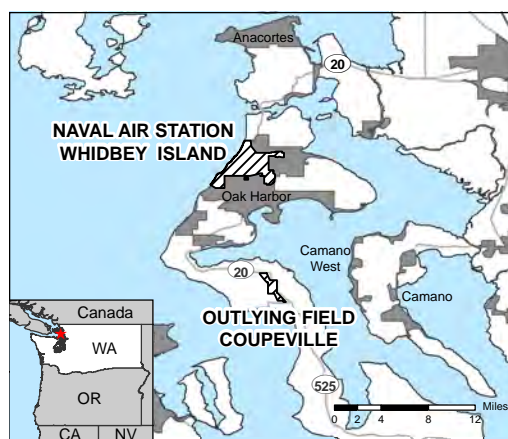 Anacortes
20
NAVAL AIR STATION
WHIDBEY ISLAND
Oak Harbor
Camano
West
20
Camano
OUTLYING FIELD
COUPEVILLE
Canada
WA
OR
CA
NV
525
Miles
0 2 4 8 12